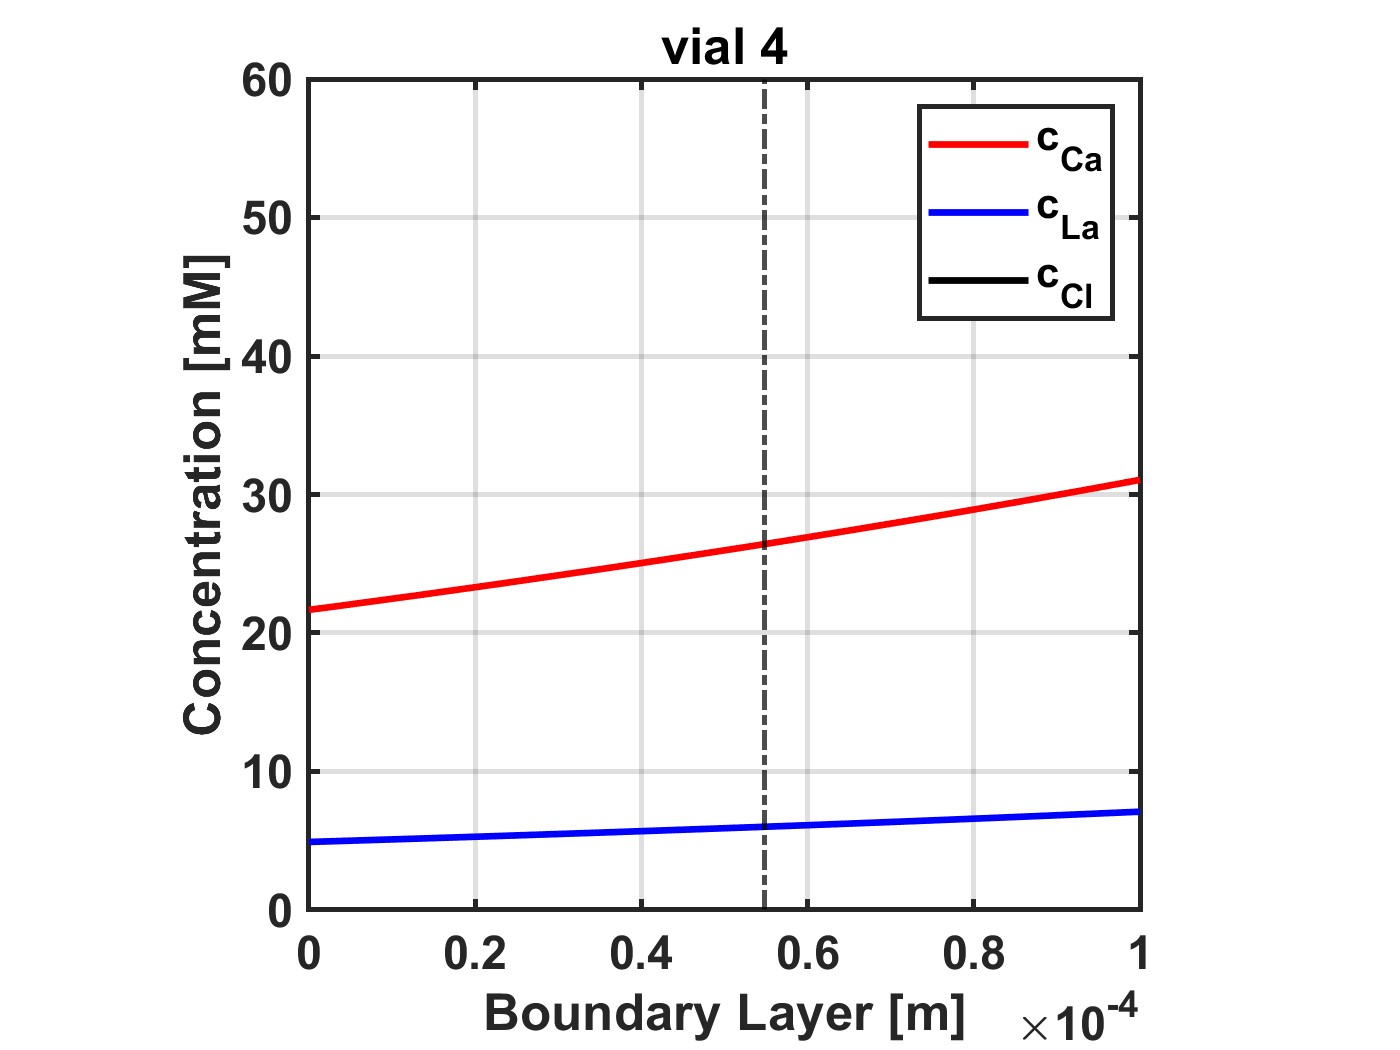 vial 4
60
50
40
30
20
10
0
Concentration [mM]
c_Ca
c_La
c_Cl
0 0.2 0.4 0.6 0.8 1
Boundary Layer [m] ×10^-4